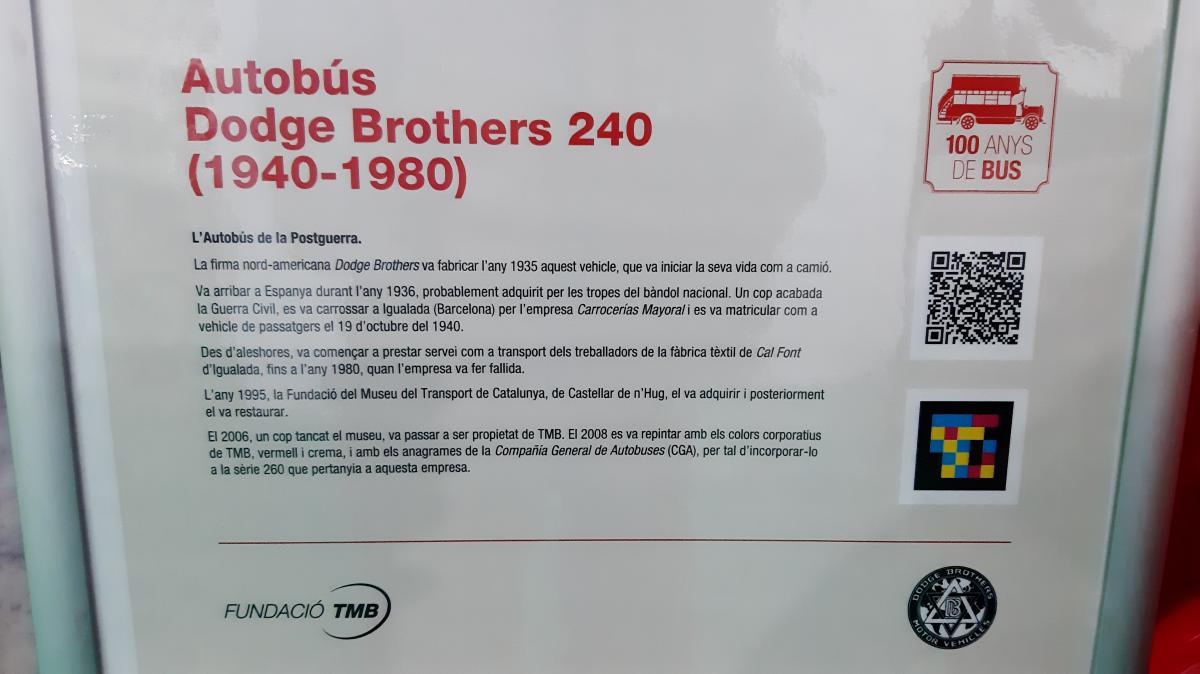 Autobús
Dodge Brothers 240
(1940-1980)
100 ANYS
DE BUS
L'Autobús de la Postguerra.
La firma nord-americana Dodge Brothers va fabricar l'any 1935 aquest vehicle, que va iniciar la seva vida com a camió.
Va arribar a Espanya durant l'any 1936, probablement adquirit per les tropes del bàndol nacional. Un cop acabada
la Guerra Civil, es va carrossar a Igualada (Barcelona) per l'empresa Carrocerías Mayoral i es va matricular com a
vehicle de passatgers el 19 d'octubre del 1940.
Des d'aleshores, va començar a prestar servei com a transport dels treballadors de la fàbrica tèxtil de Cal Font
d'Igualada, fins a l'any 1980, quan l'empresa va fer fallida.
L'any 1995, la Fundació del Museu del Transport de Catalunya, de Castellar de n'Hug, el va adquirir i posteriorment
el va restaurar.
El 2006, un cop tancat el museu, va passar a ser propietat de TMB. El 2008 es va repintar amb els colors corporatius
de TMB, vermell i crema, i amb els anagrames de la Compañía General de Autobuses (CGA), per tal d'incorporar-lo
a la sèrie 260 que pertanyia a aquesta empresa.
FUNDACIÓ TMB
DODGE BROTHERS
DB
MOTOR VEHICLES